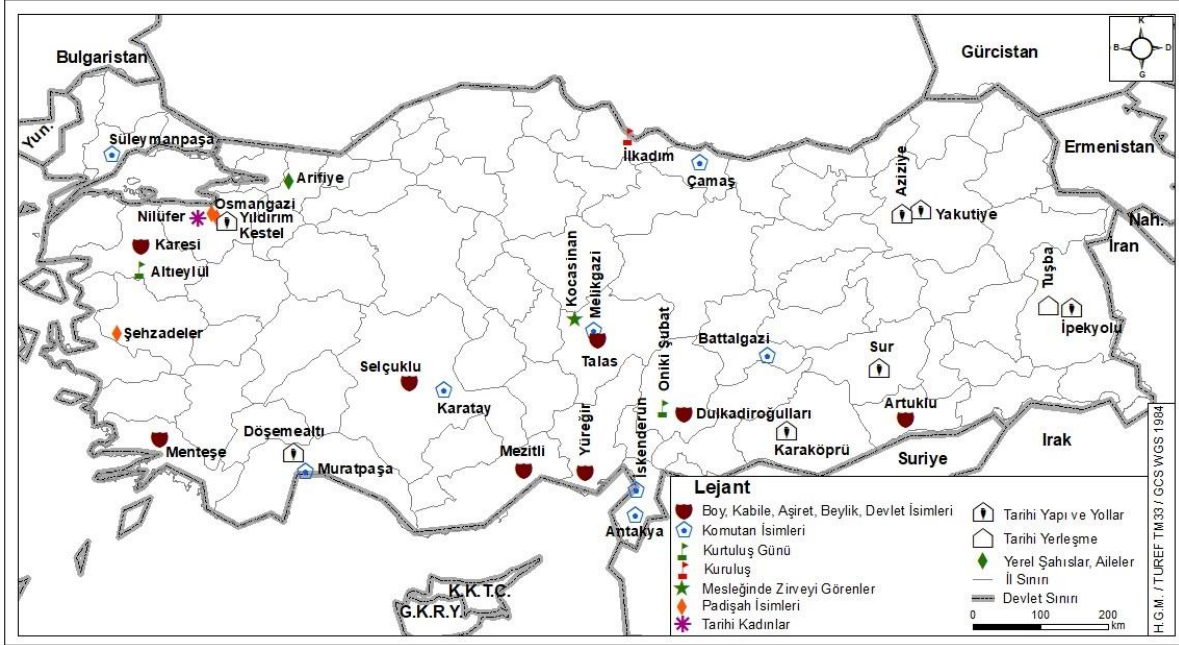 K
B
D
G
Bulgaristan
Gürcistan
Yun.
Ermenistan
Nah.
İran
Irak
Suriye
K.K.T.C.
G.K.R.Y.
Süleymanpaşa
Arifiye
Osmangazi
Nilüfer
Yıldırım
Kestel
Karesi
Altıeylül
Şehzadeler
Menteşe
Döşemealtı
Muratpaşa
Selçuklu
Karatay
Mezitli
Yüreğir
İskenderun
Antakya
Kocasinan
Melikgazi
Talas
İlkadım
Çamaş
Aziziye
Yakutiye
Tuşba
İpekyolu
Battalgazi
Sur
Oniki Şubat
Dulkadiroğulları
Karaköprü
Artuklu
Lejant
Boy, Kabile, Aşiret, Beylik, Devlet İsimleri
Komutan İsimleri
Kurtuluş Günü
Kuruluş
Mesleğinde Zirveyi Görenler
Padişah İsimleri
Tarihi Kadınlar
Tarihi Yapı ve Yollar
Tarihi Yerleşme
Yerel Şahıslar, Aileler
İl Sınırı
Devlet Sınırı
0 100 200
km
H.G.M. / TUREF TM33 / GCS WGS 1984